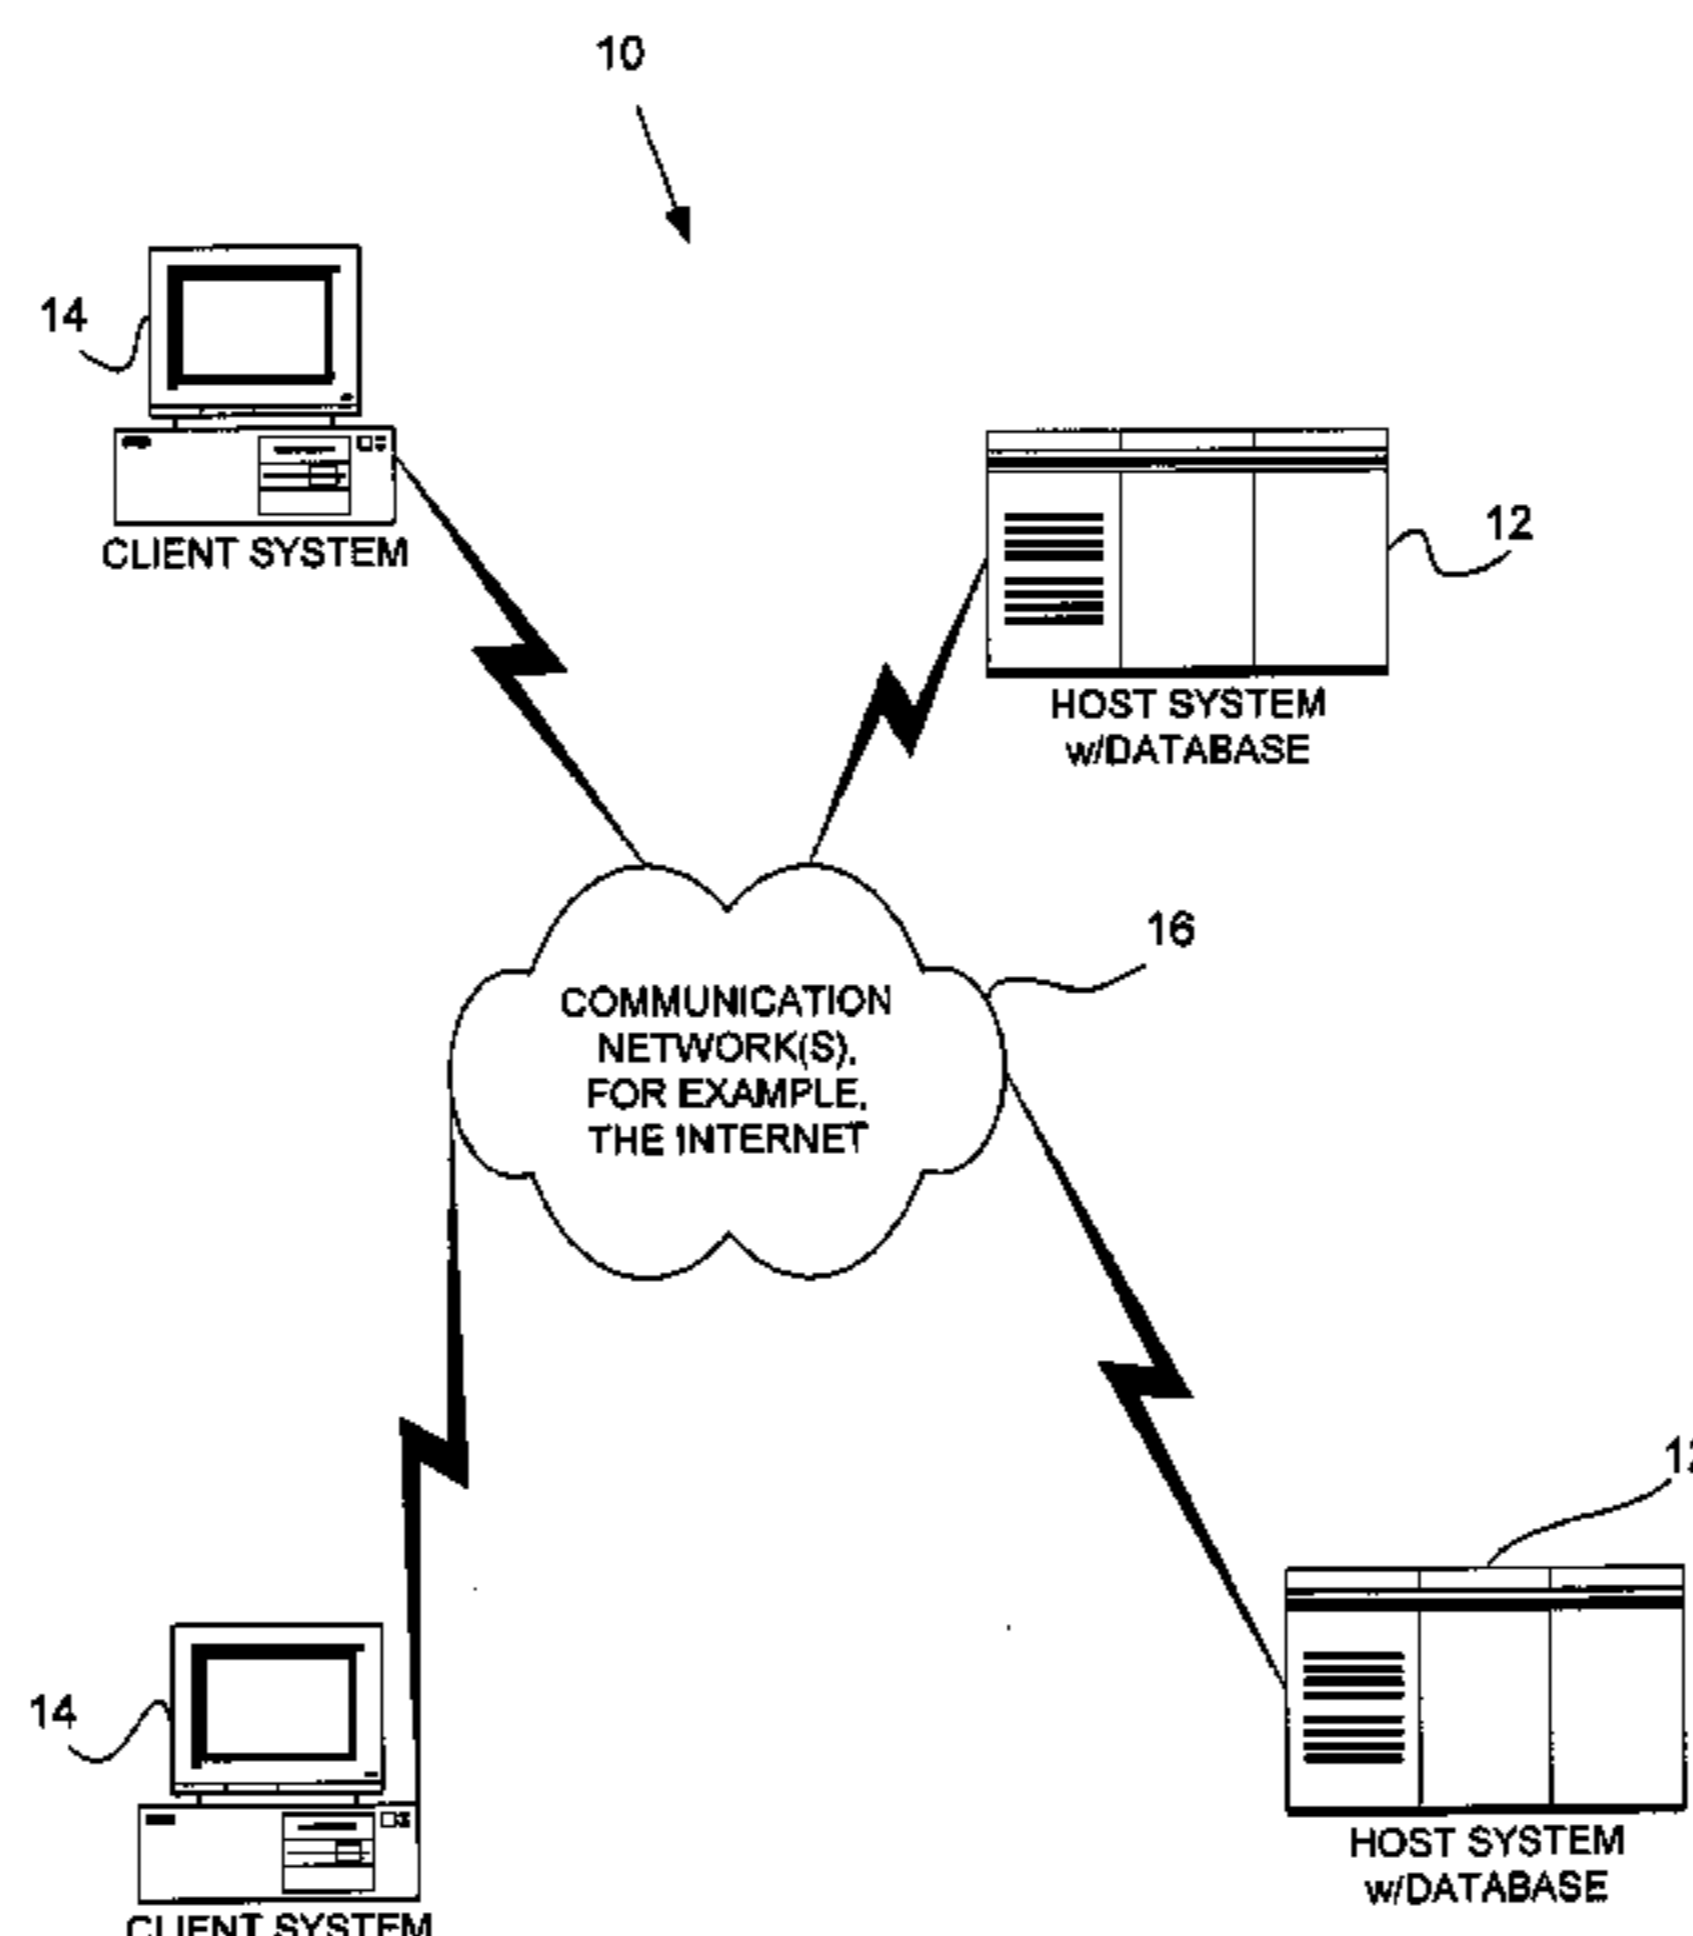 10
14
CLIENT SYSTEM
12
HOST SYSTEM
w/DATABASE
16
COMMUNICATION
NETWORK(S),
FOR EXAMPLE,
THE INTERNET
14
CLIENT SYSTEM
HOST SYSTEM
w/DATABASE